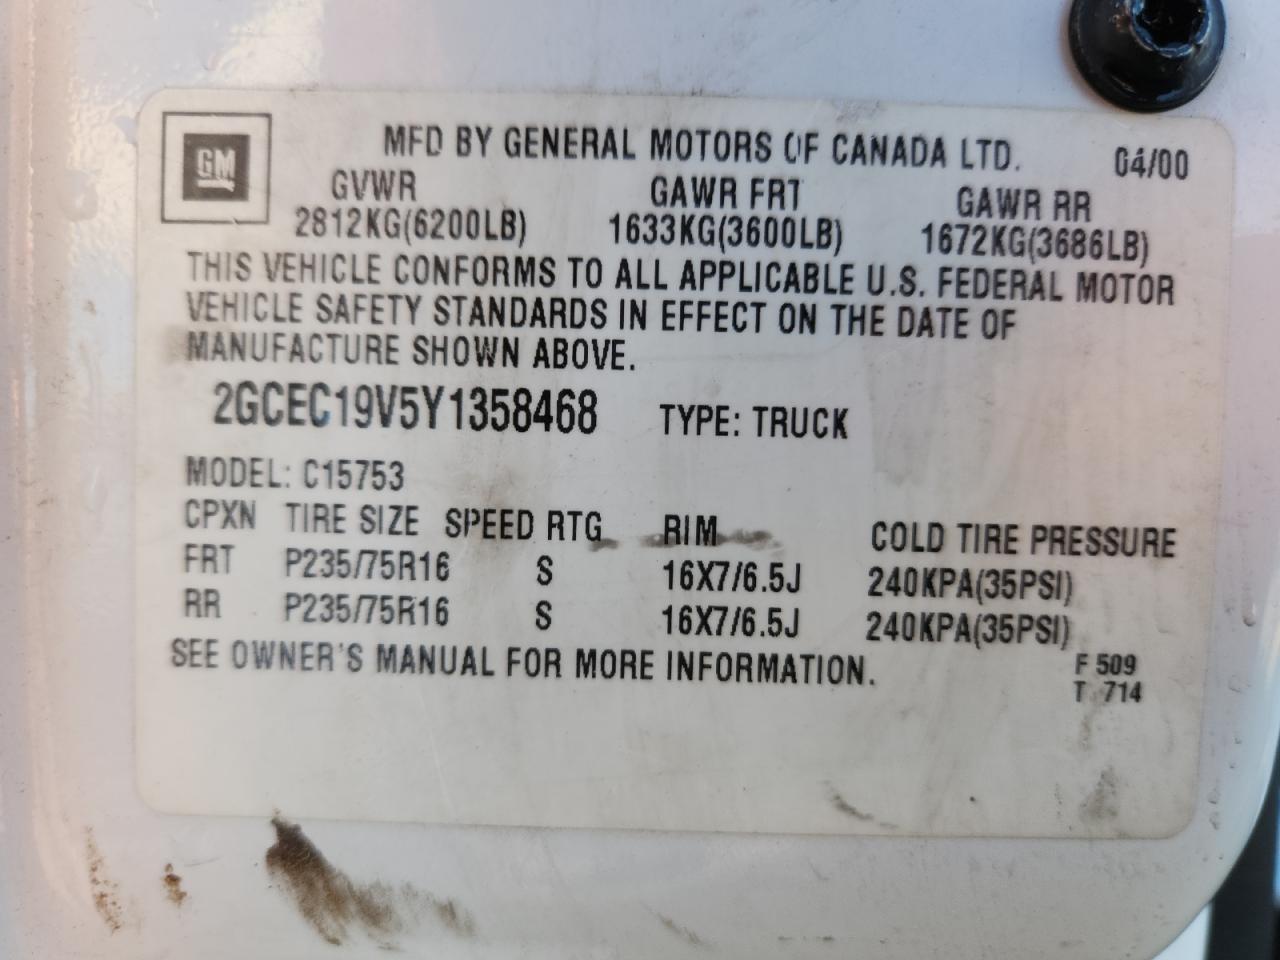 GM
MFD BY GENERAL MOTORS OF CANADA LTD. 04/00
GVWR GAWR FRT GAWR RR
2812KG(6200LB) 1633KG(3600LB) 1672KG(3686LB)
THIS VEHICLE CONFORMS TO ALL APPLICABLE U.S. FEDERAL MOTOR
VEHICLE SAFETY STANDARDS IN EFFECT ON THE DATE OF
MANUFACTURE SHOWN ABOVE.
2GCEC19V5Y1358468 TYPE: TRUCK
MODEL: C15753
CPXN TIRE SIZE SPEED RTG RIM COLD TIRE PRESSURE
FRT P235/75R16 S 16X7/6.5J 240KPA(35PSI)
RR P235/75R16 S 16X7/6.5J 240KPA(35PSI)
SEE OWNER'S MANUAL FOR MORE INFORMATION.
F 509
T 714